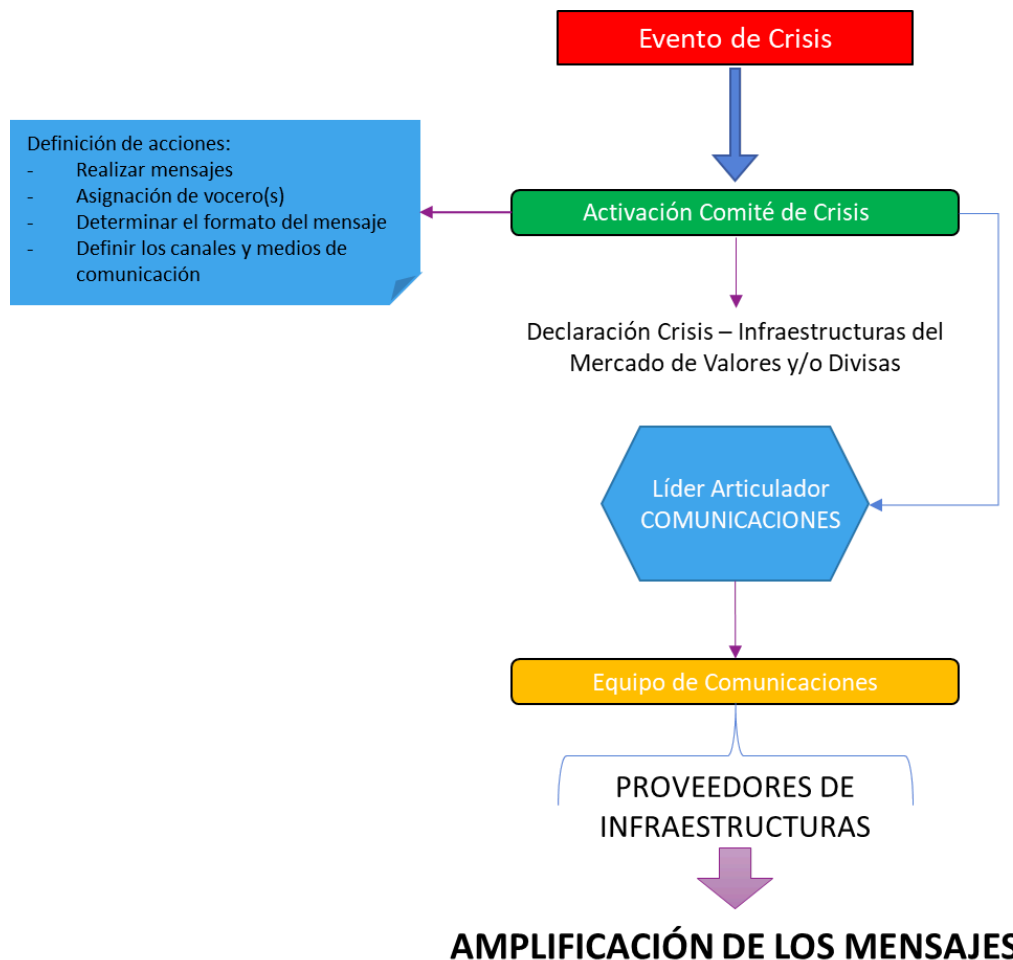 Evento de Crisis
Definición de acciones:
- Realizar mensajes
- Asignación de vocero(s)
- Determinar el formato del mensaje
- Definir los canales y medios de
comunicación
Activación Comité de Crisis
Declaración Crisis – Infraestructuras del
Mercado de Valores y/o Divisas
Líder Articulador
COMUNICACIONES
Equipo de Comunicaciones
PROVEEDORES DE
INFRAESTRUCTURAS
AMPLIFICACIÓN DE LOS MENSAJES